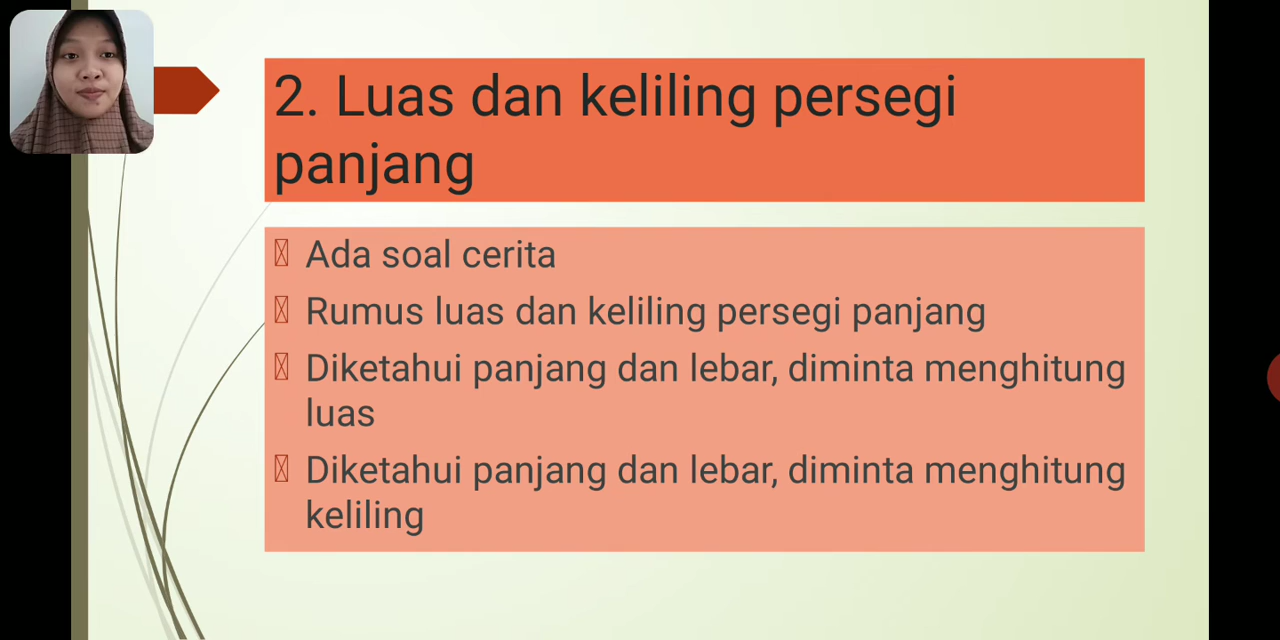 2. Luas dan keliling persegi
panjang
Ada soal cerita
Rumus luas dan keliling persegi panjang
Diketahui panjang dan lebar, diminta menghitung
luas
Diketahui panjang dan lebar, diminta menghitung
keliling